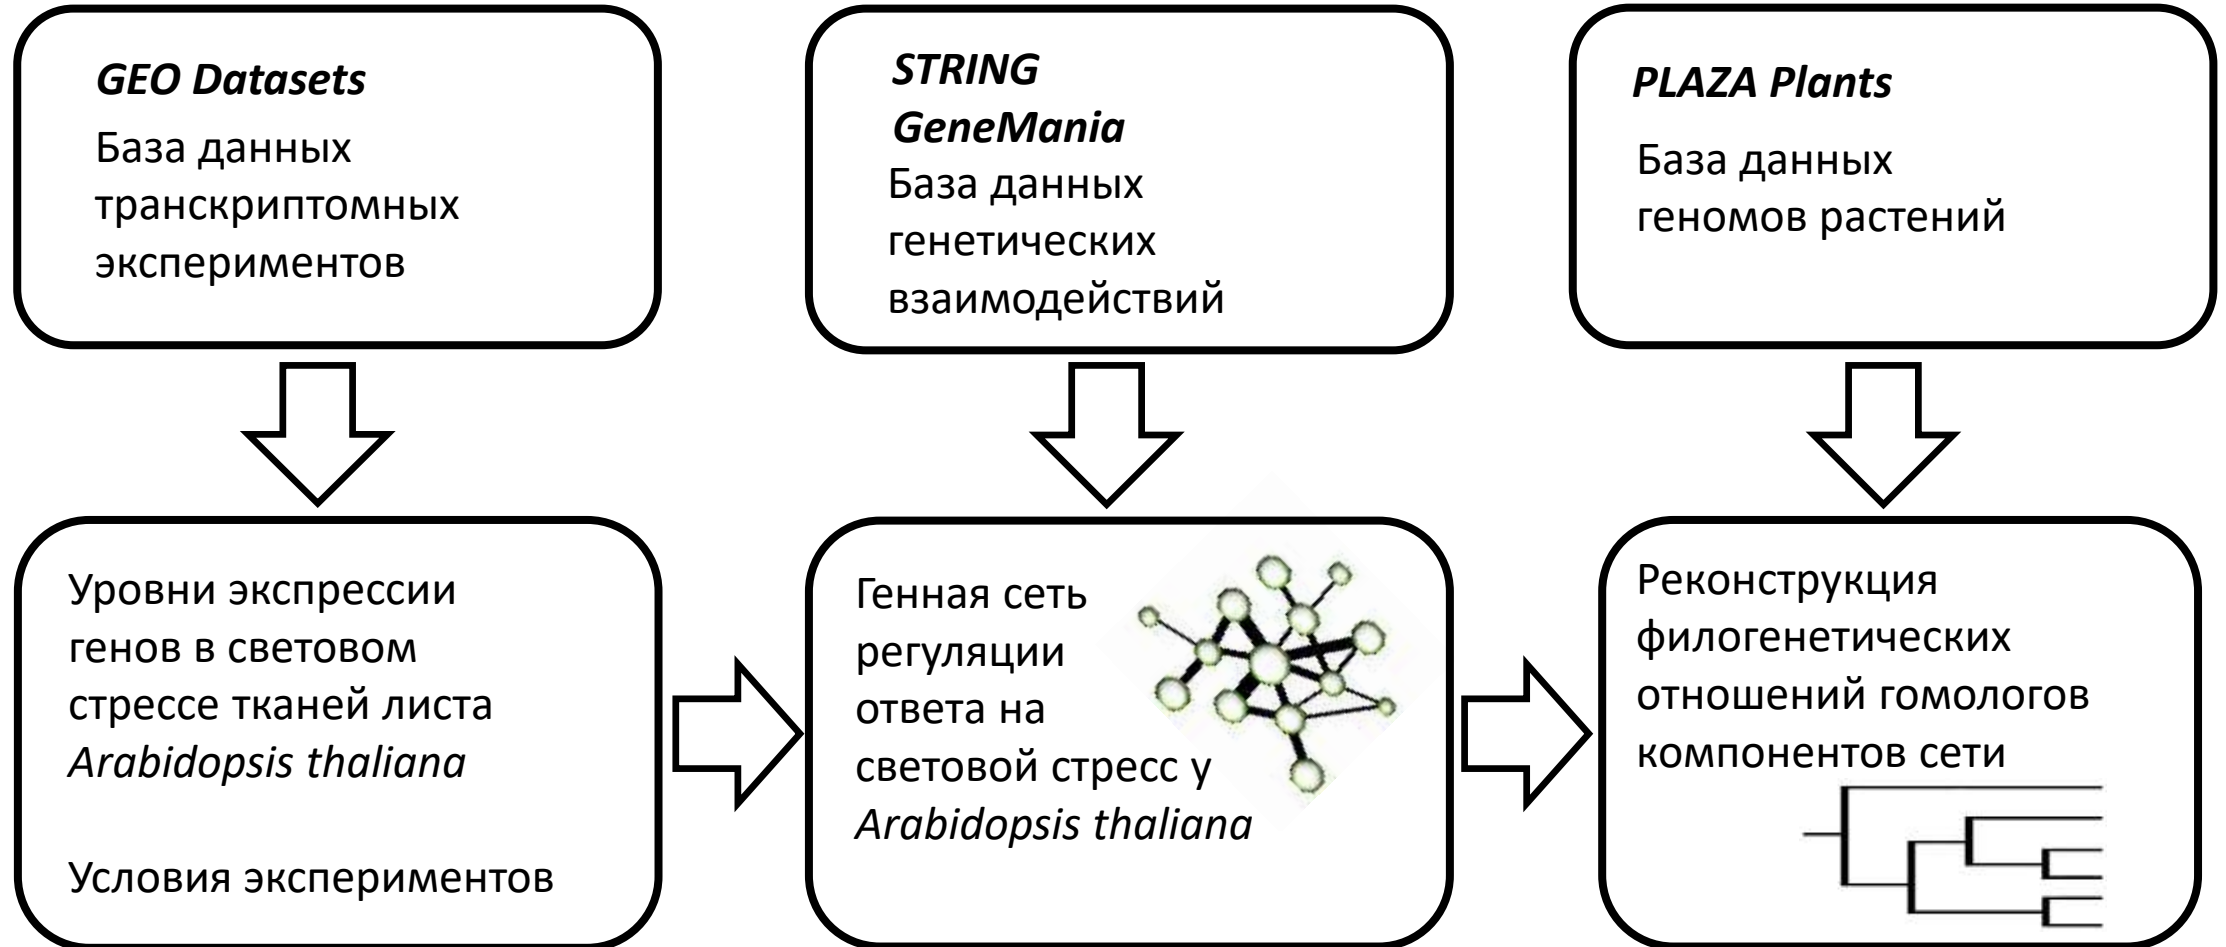 GEO Datasets
База данных
транскриптомных
экспериментов
STRING
GeneMania
База данных
генетических
взаимодействий
PLAZA Plants
База данных
геномов растений
Уровни экспрессии
генов в световом
стрессе тканей листа
Arabidopsis thaliana
Условия экспериментов
Генная сеть
регуляции
ответа на
световой стресс у
Arabidopsis thaliana
Реконструкция
филогенетических
отношений гомологов
компонентов сети